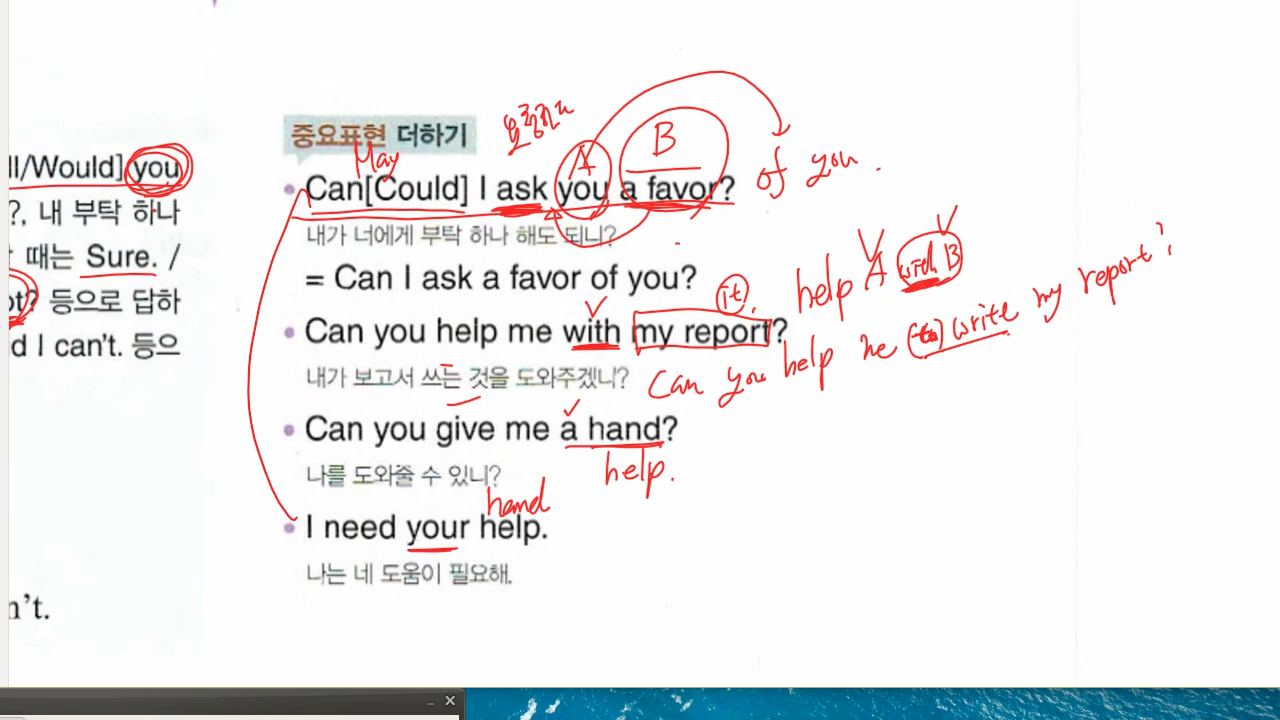 중요표현 더하기
요청하다
May
A
B
ll/Would] you
• Can[Could] I ask you a favor?
of you.
?, 내 부탁 하나
내가 너에게 부탁 하나 해도 되니?
때는 Sure. /
= Can I ask a favor of you?
help A with B
it.
ot? 등으로 답하
• Can you help me with my report?
Can you help me (to) write my report?
d I can't. 등으
내가 보고서 쓰는 것을 도와주겠니?
• Can you give me a hand?
help.
나를 도와줄 수 있니?
hand
• I need your help.
나는 네 도움이 필요해.
n't.